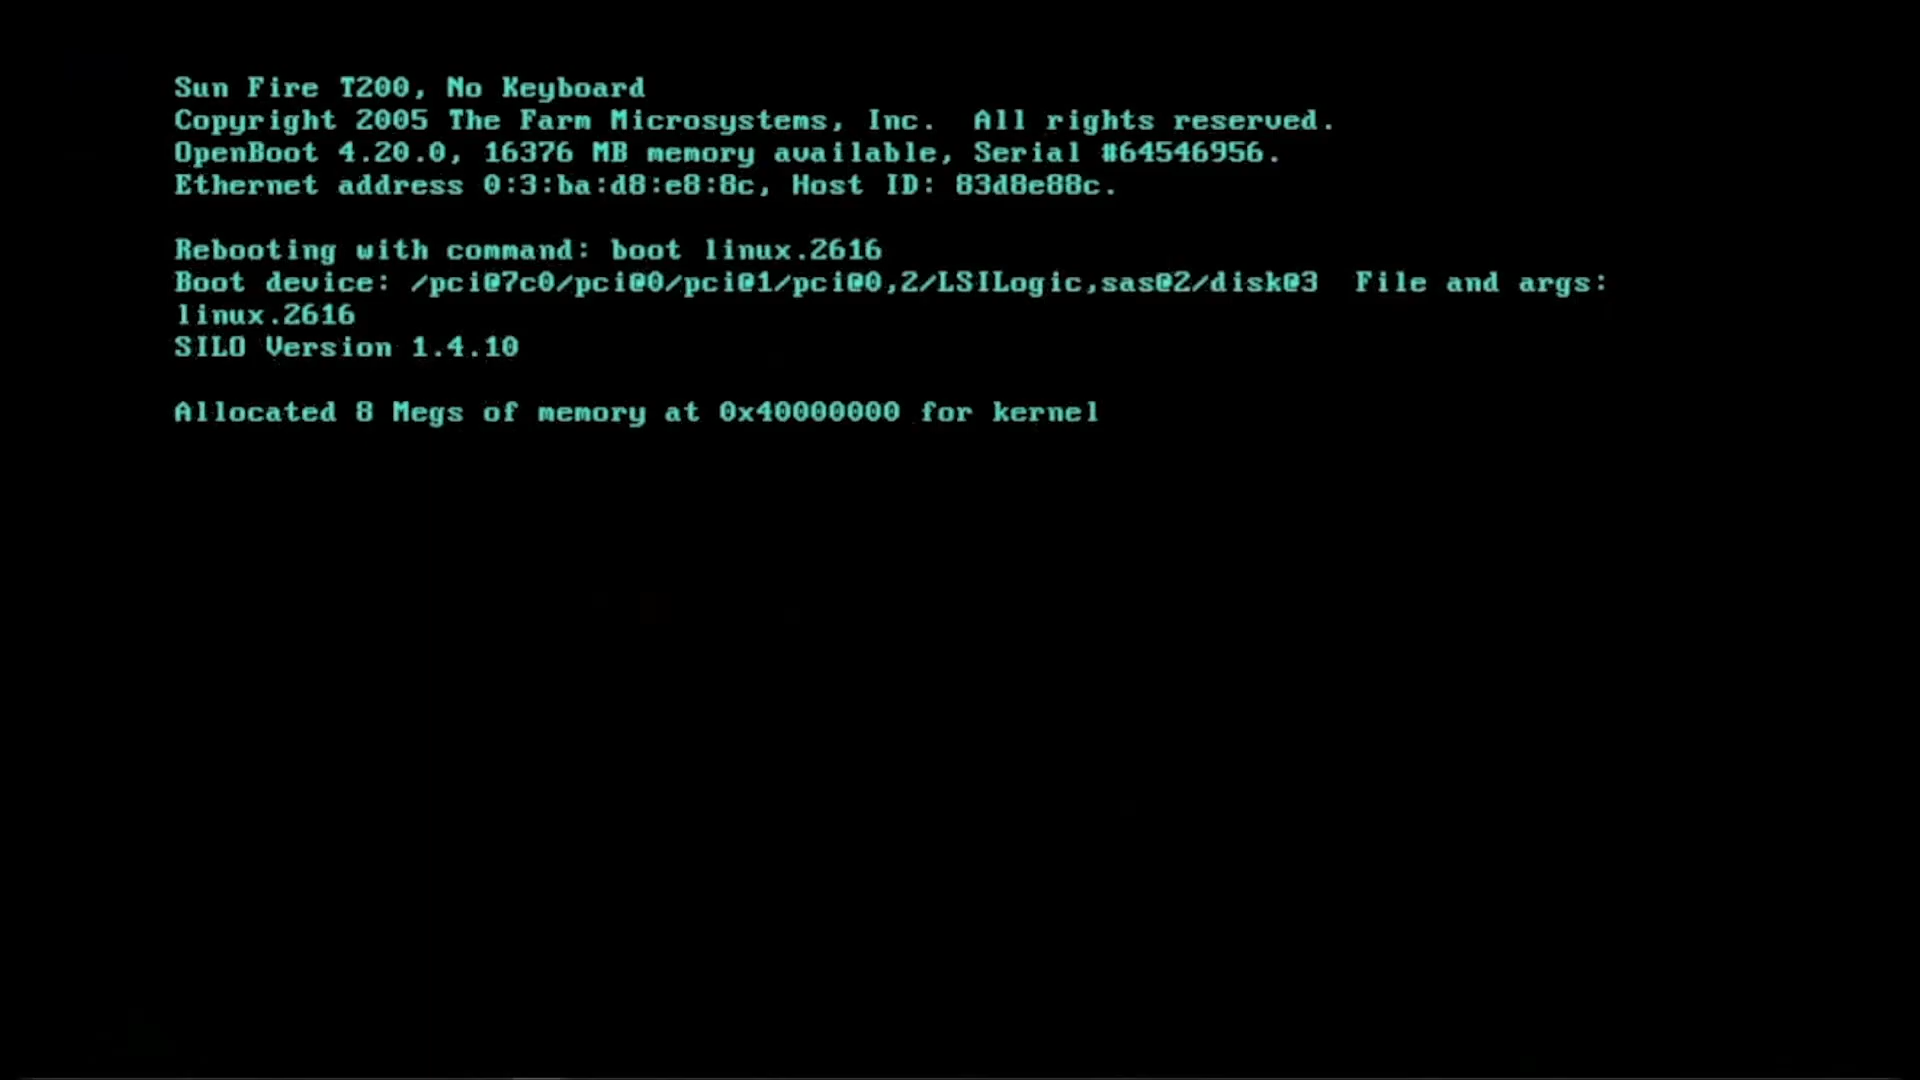 Sun Fire T200, No Keyboard
Copyright 2005 The Farm Microsystems, Inc.  All rights reserved.
OpenBoot 4.20.0, 16376 MB memory available, Serial #64546956.
Ethernet address 0:3:ba:d8:e8:8c, Host ID: 83d8e88c.
Rebooting with command: boot linux.2616
Boot device: /pci@7c0/pci@0/pci@1/pci@0,2/LSILogic,sas@2/disk@3  File and args:
linux.2616
SILO Version 1.4.10
Allocated 8 Megs of memory at 0x40000000 for kernel